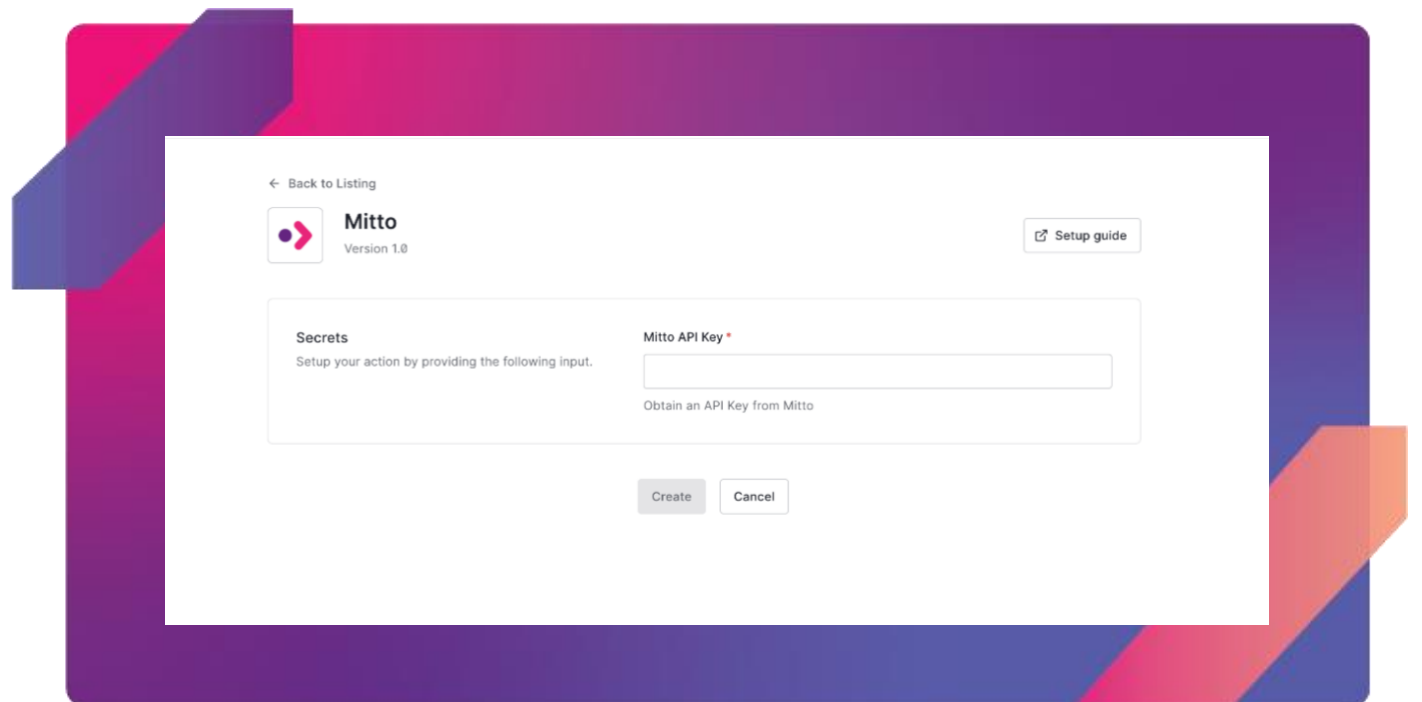 ← Back to Listing
Mitto
Version 1.0
Setup guide
Secrets
Setup your action by providing the following input.
Mitto API Key *
Obtain an API Key from Mitto
Create
Cancel